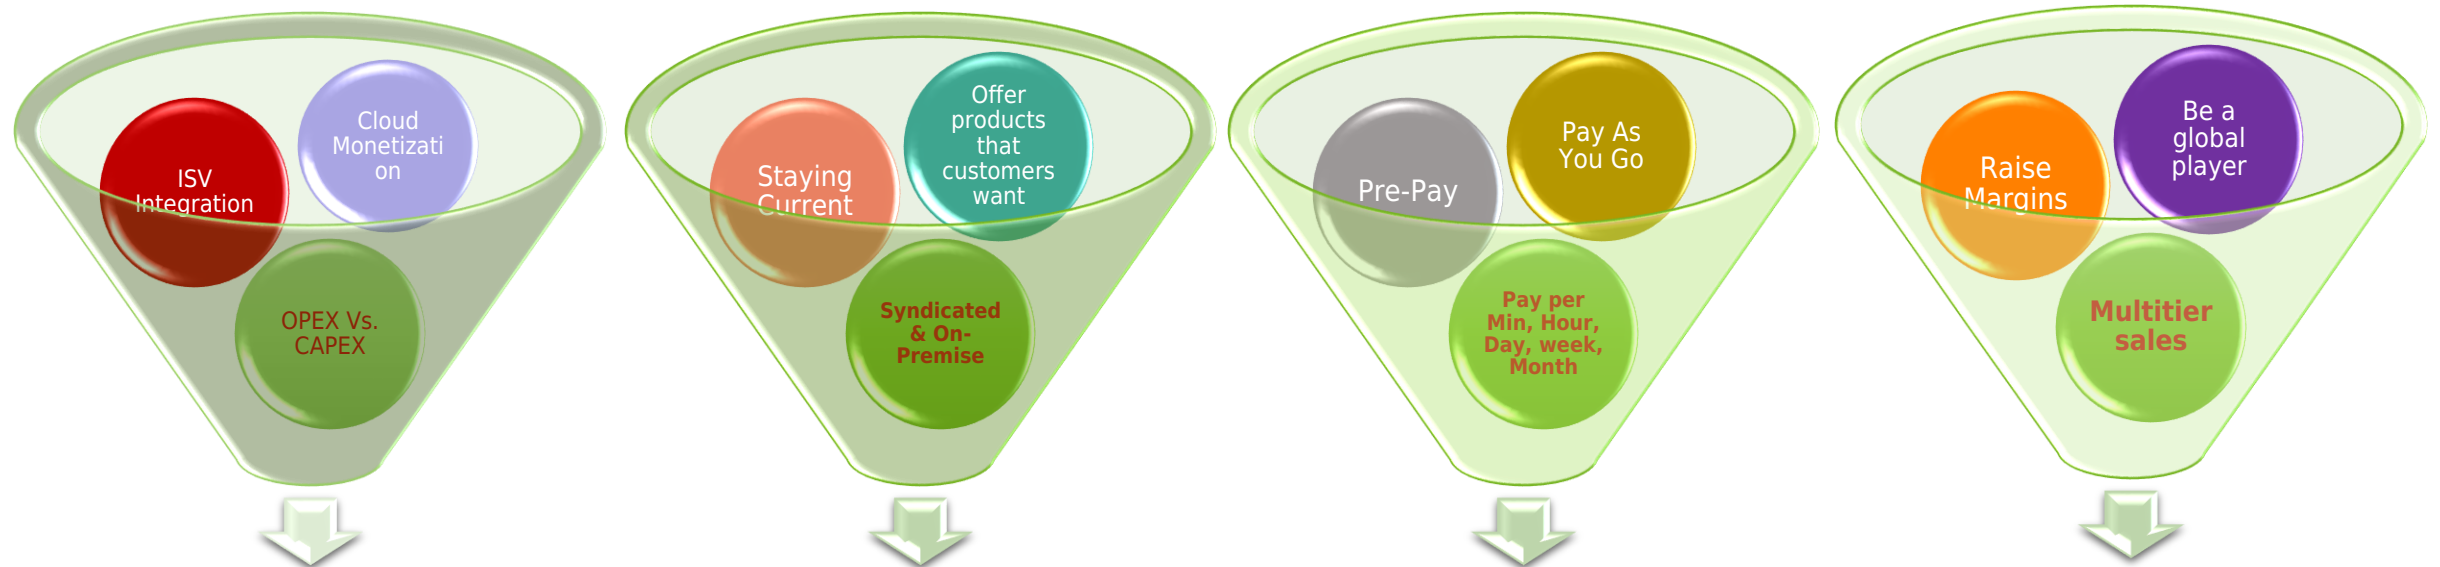 ISV
Integration
Cloud
Monetizati
on
OPEX Vs.
CAPEX
Staying
Current
Offer
products
that
customers
want
Syndicated
& On-
Premise
Pre-Pay
Pay As
You Go
Pay per
Min, Hour,
Day, week,
Month
Raise
Margins
Be a
global
player
Multitier
sales